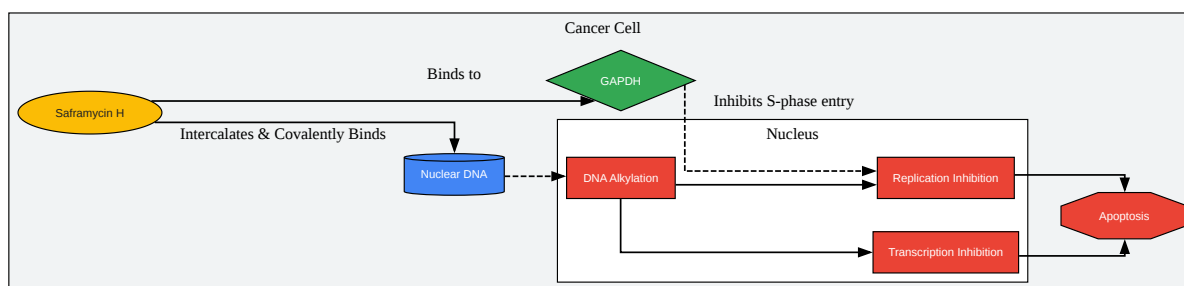 Cancer Cell
Binds to
GAPDH
Saframycin H
Inhibits S-phase entry
Intercalates & Covalently Binds
Nucleus
Nuclear DNA
DNA Alkylation
Replication Inhibition
Apoptosis
Transcription Inhibition